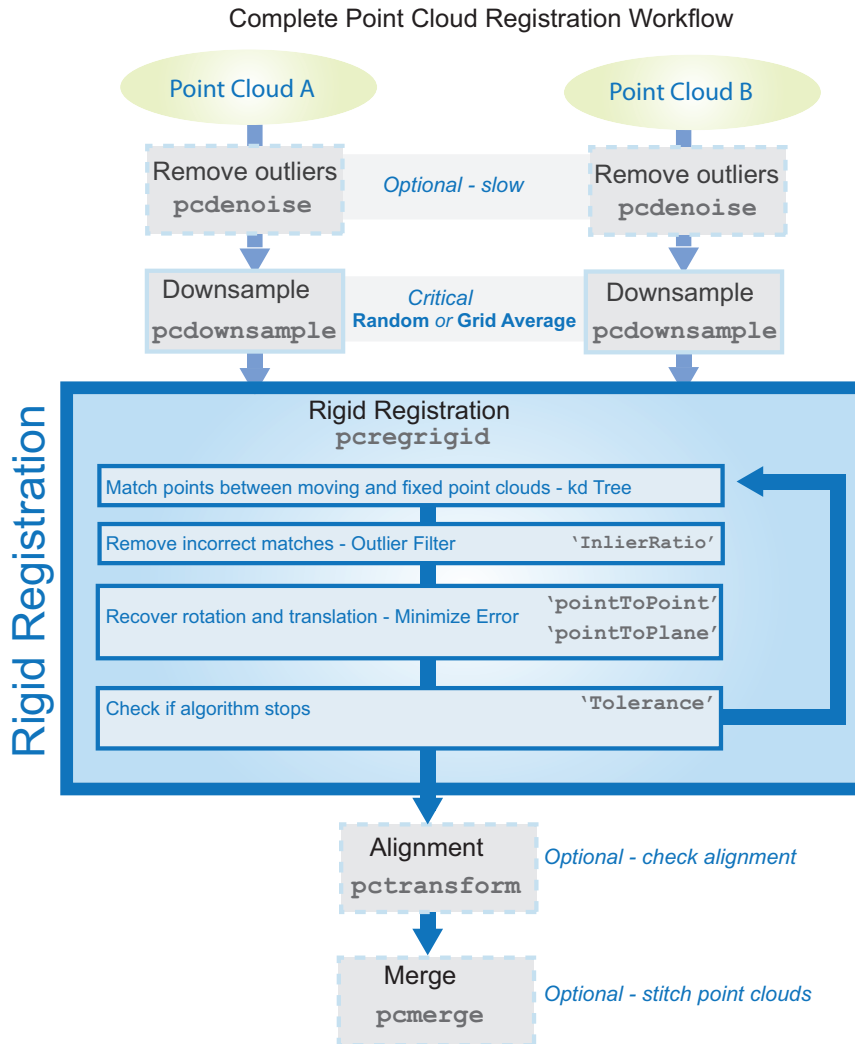 Complete Point Cloud Registration Workflow
Point Cloud A
Point Cloud B
Remove outliers
pcdenoise
Optional - slow
Remove outliers
pcdenoise
Downsample
pcdownsample
Critical
Random or Grid Average
Downsample
pcdownsample
Rigid Registration
Rigid Registration
pcregrigid
Match points between moving and fixed point clouds - kd Tree
Remove incorrect matches - Outlier Filter
‘InlierRatio’
Recover rotation and translation - Minimize Error
‘pointToPoint’
‘pointToPlane’
Check if algorithm stops
‘Tolerance’
Alignment
pctransform
Optional - check alignment
Merge
pcmerge
Optional - stitch point clouds